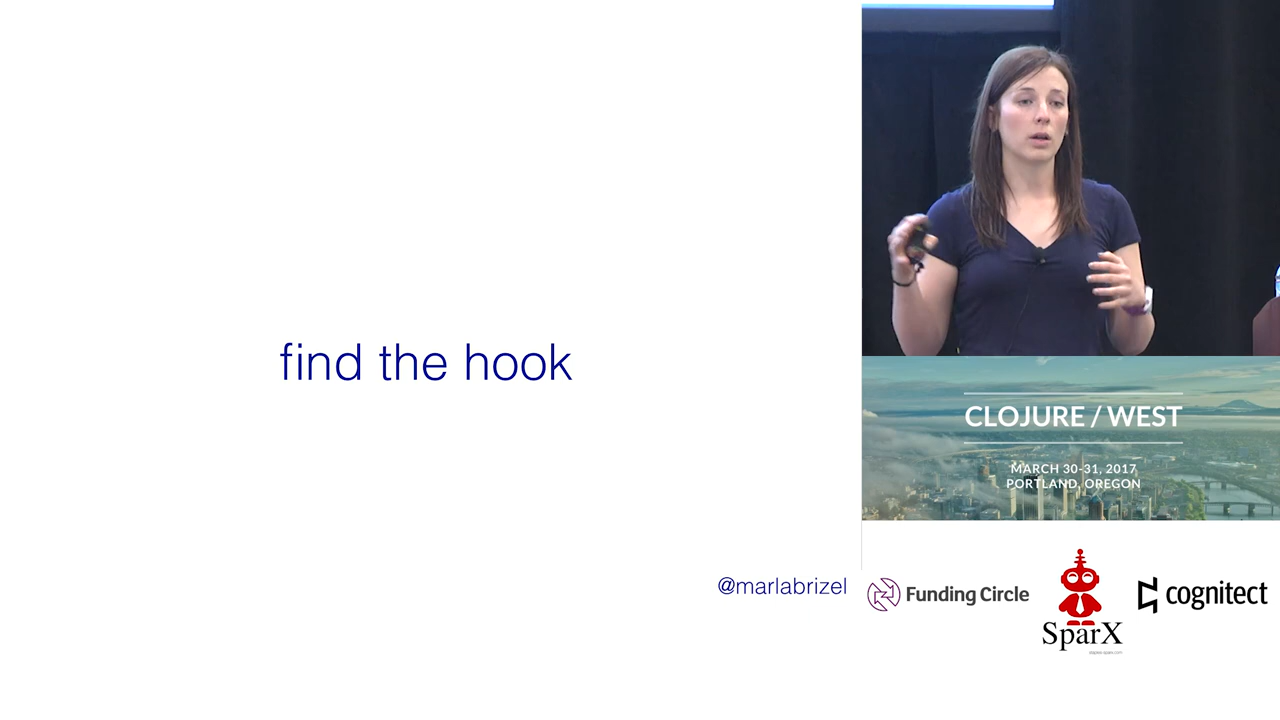 find the hook
@marlabrizel
CLOJURE / WEST
MARCH 30-31, 2017
PORTLAND, OREGON
Funding Circle
SparX
cognitect